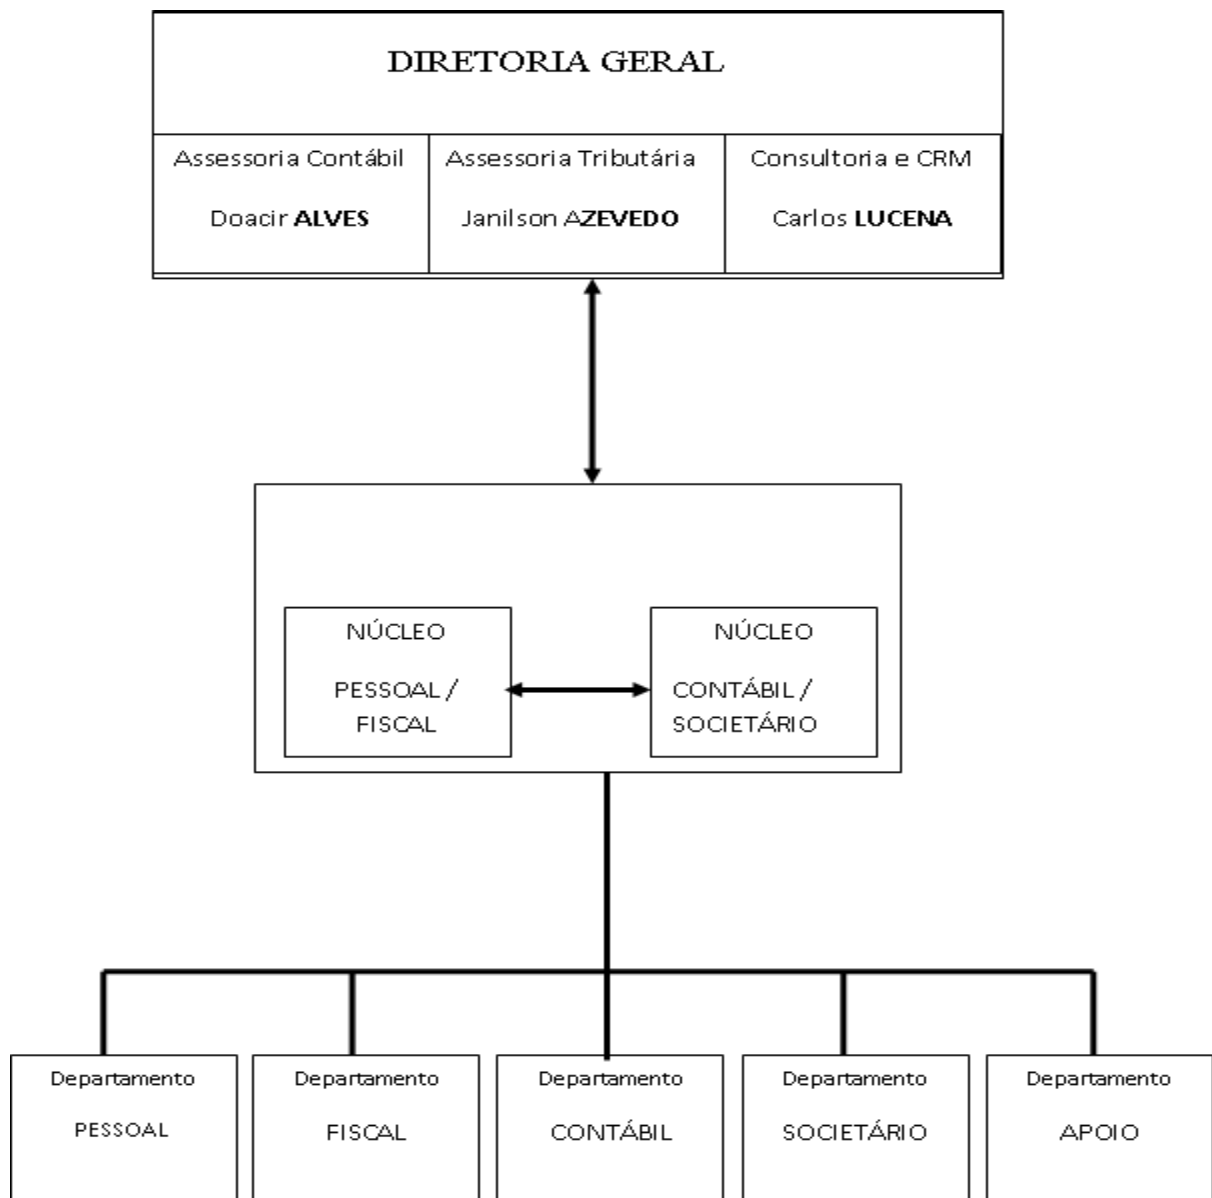 DIRETORIA GERAL
Assessoria Contábil
Doacir ALVES
Assessoria Tributária
Janilson AZEVEDO
Consultoria e CRM
Carlos LUCENA
NÚCLEO
PESSOAL /
FISCAL
NÚCLEO
CONTÁBIL /
SOCIETÁRIO
Departamento
PESSOAL
Departamento
FISCAL
Departamento
CONTÁBIL
Departamento
SOCIETÁRIO
Departamento
APOIO